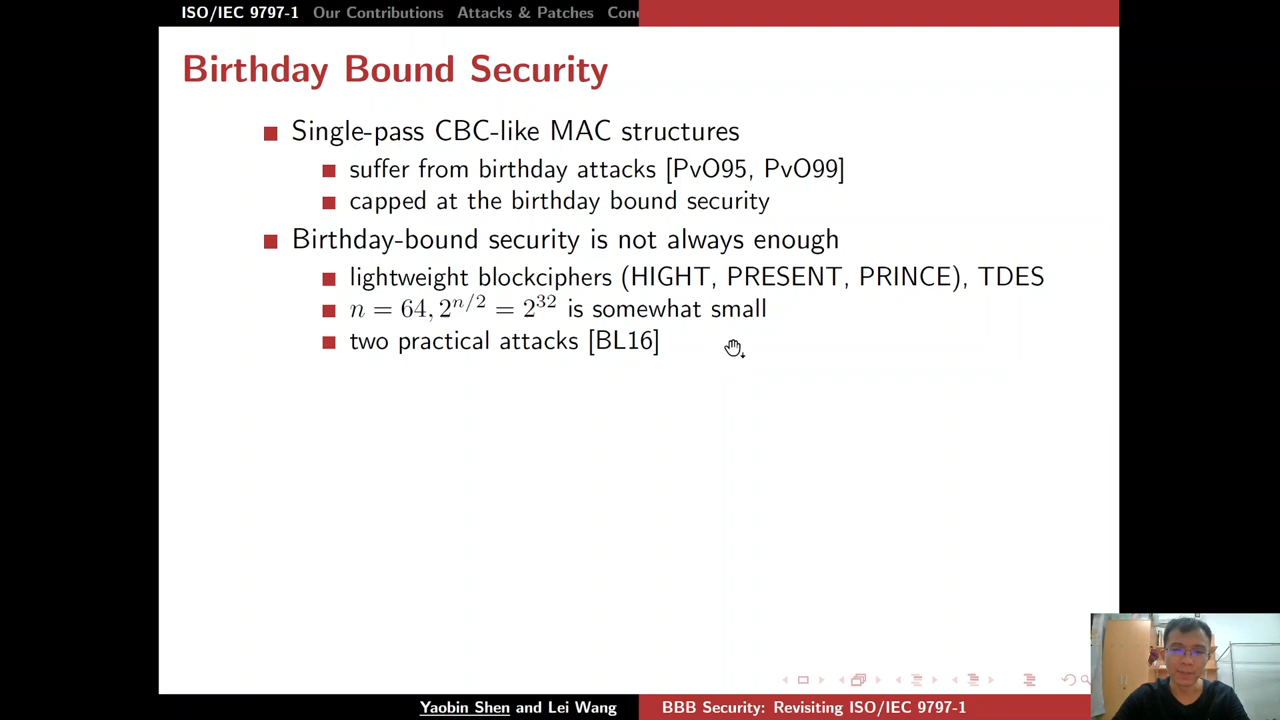 ISO/IEC 9797-1 Our Contributions Attacks & Patches Con
Birthday Bound Security
Single-pass CBC-like MAC structures
suffer from birthday attacks [PvO95, PvO99]
capped at the birthday bound security
Birthday-bound security is not always enough
lightweight blockciphers (HIGHT, PRESENT, PRINCE), TDES
n = 64, 2^{n/2} = 2^{32} is somewhat small
two practical attacks [BL16]
Yaobin Shen and Lei Wang BBB Security: Revisiting ISO/IEC 9797-1